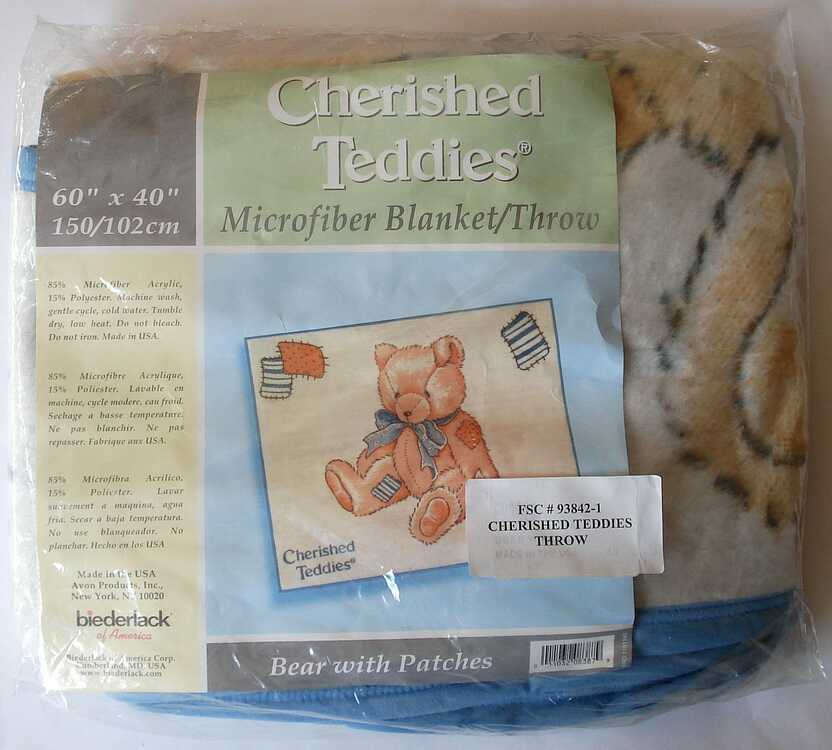 Cherished
Teddies®
60" x 40"
150/102cm
Microfiber Blanket/Throw
85% Microfiber Acrylic,
15% Polyester. Machine wash,
gentle cycle, cold water. Tumble
dry, low heat. Do not bleach.
Do not iron. Made in USA.
85% Microfibre Acrylique,
15% Poliester. Lavable en
machine, cycle modere, eau froid.
Sechage a basse temperature.
Ne pas blanchir. Ne pas
repasser. Fabrique aux USA.
85% Microfibra Acrilico,
15% Poliester. Lavar
suavement a maquina, agua
fria. Secar a baja temperatura.
No use blanqueador. No
planchar. Hecho en los USA
Made in the USA
Avon Products, Inc.,
New York, NY 10020
biederlack
of America
Biederlack of America Corp.
Cumberland, MD, USA
www.biederlack.com
Cherished
Teddies®
FSC # 93842-1
CHERISHED TEDDIES
THROW
Bear with Patches